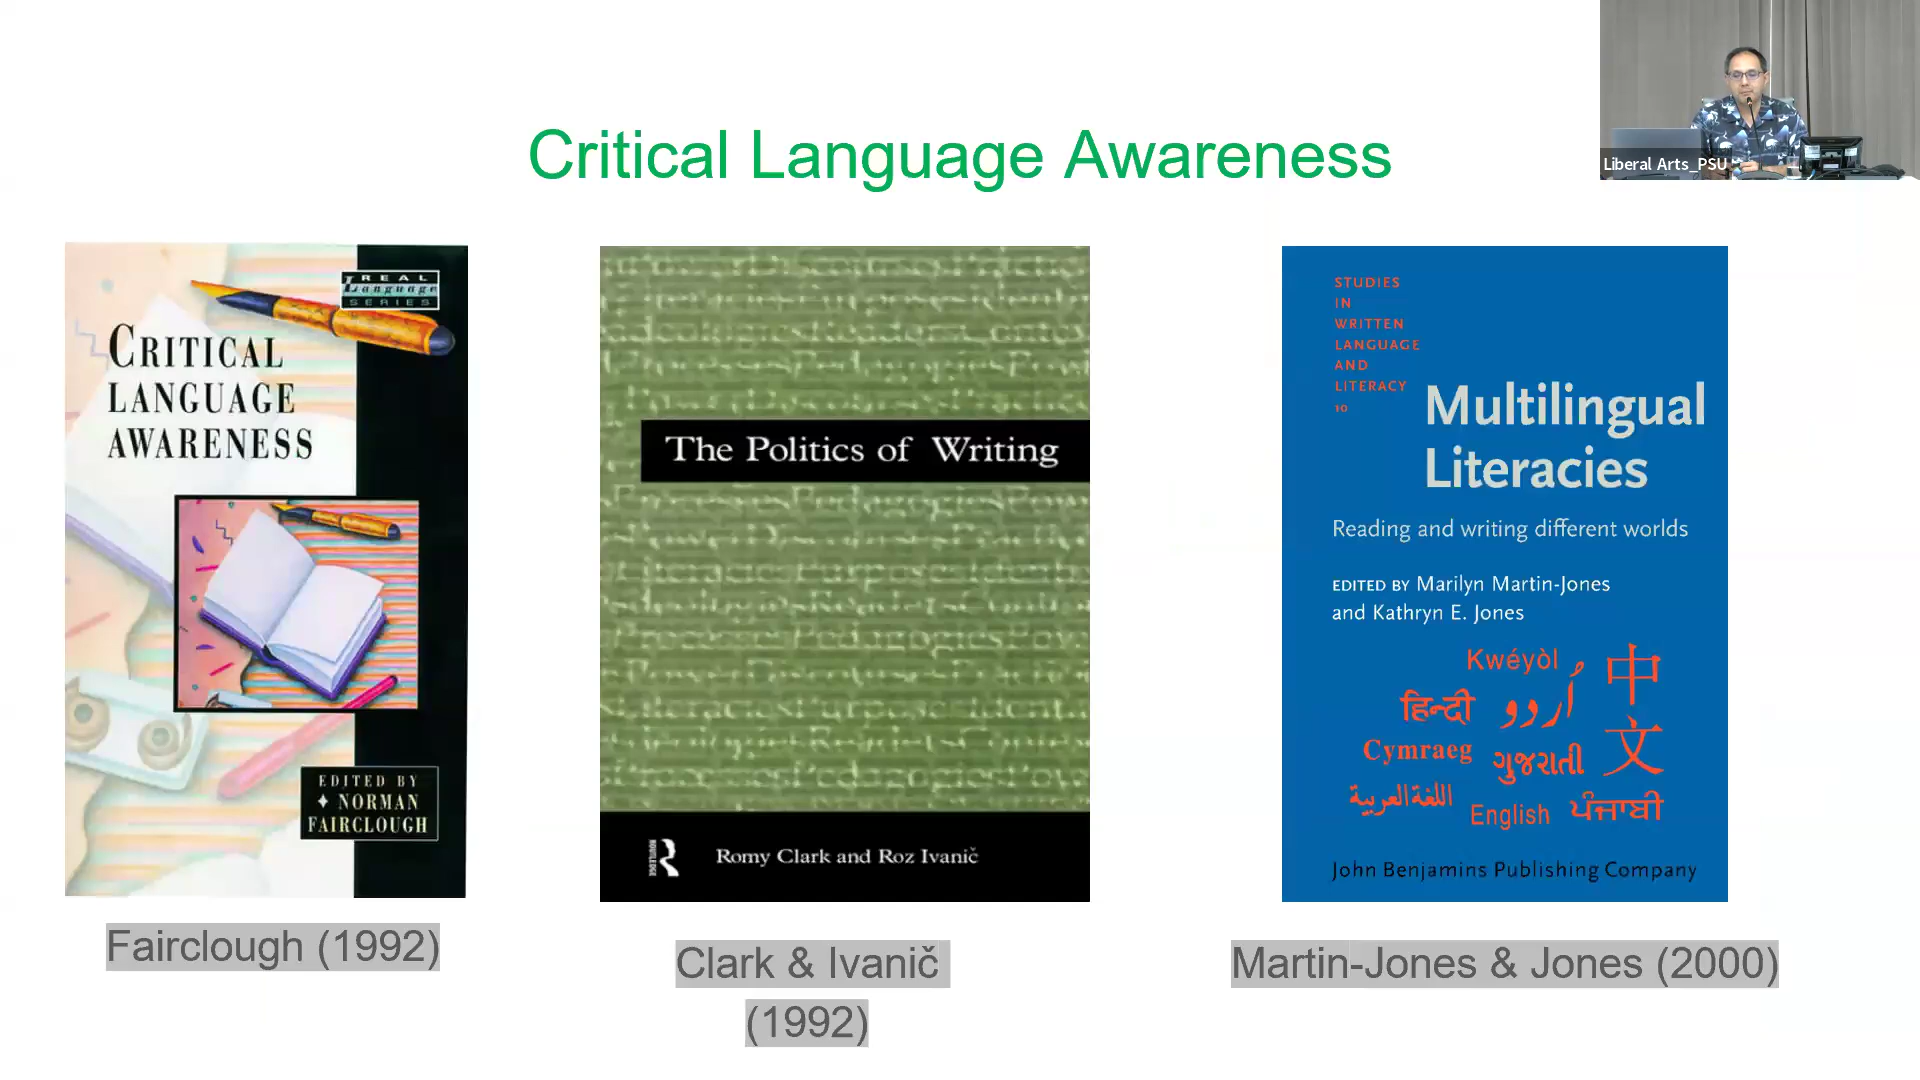 Critical Language Awareness
Liberal Arts_PSU
REAL
Language
SERIES
CRITICAL
LANGUAGE
AWARENESS
EDITED BY
NORMAN
FAIRCLOUGH
Fairclough (1992)
The Politics of Writing
ROUTLEDGE
Romy Clark and Roz Ivanič
Clark & Ivanič
(1992)
STUDIES
IN
WRITTEN
LANGUAGE
AND
LITERACY
10
Multilingual
Literacies
Reading and writing different worlds
EDITED BY Marilyn Martin-Jones
and Kathryn E. Jones
Kwéyòl
中文
हिन्दी
اُردو
Cymraeg
ગુજરાતી
اللغة العربية
English
ਪੰਜਾਬੀ
John Benjamins Publishing Company
Martin-Jones & Jones (2000)